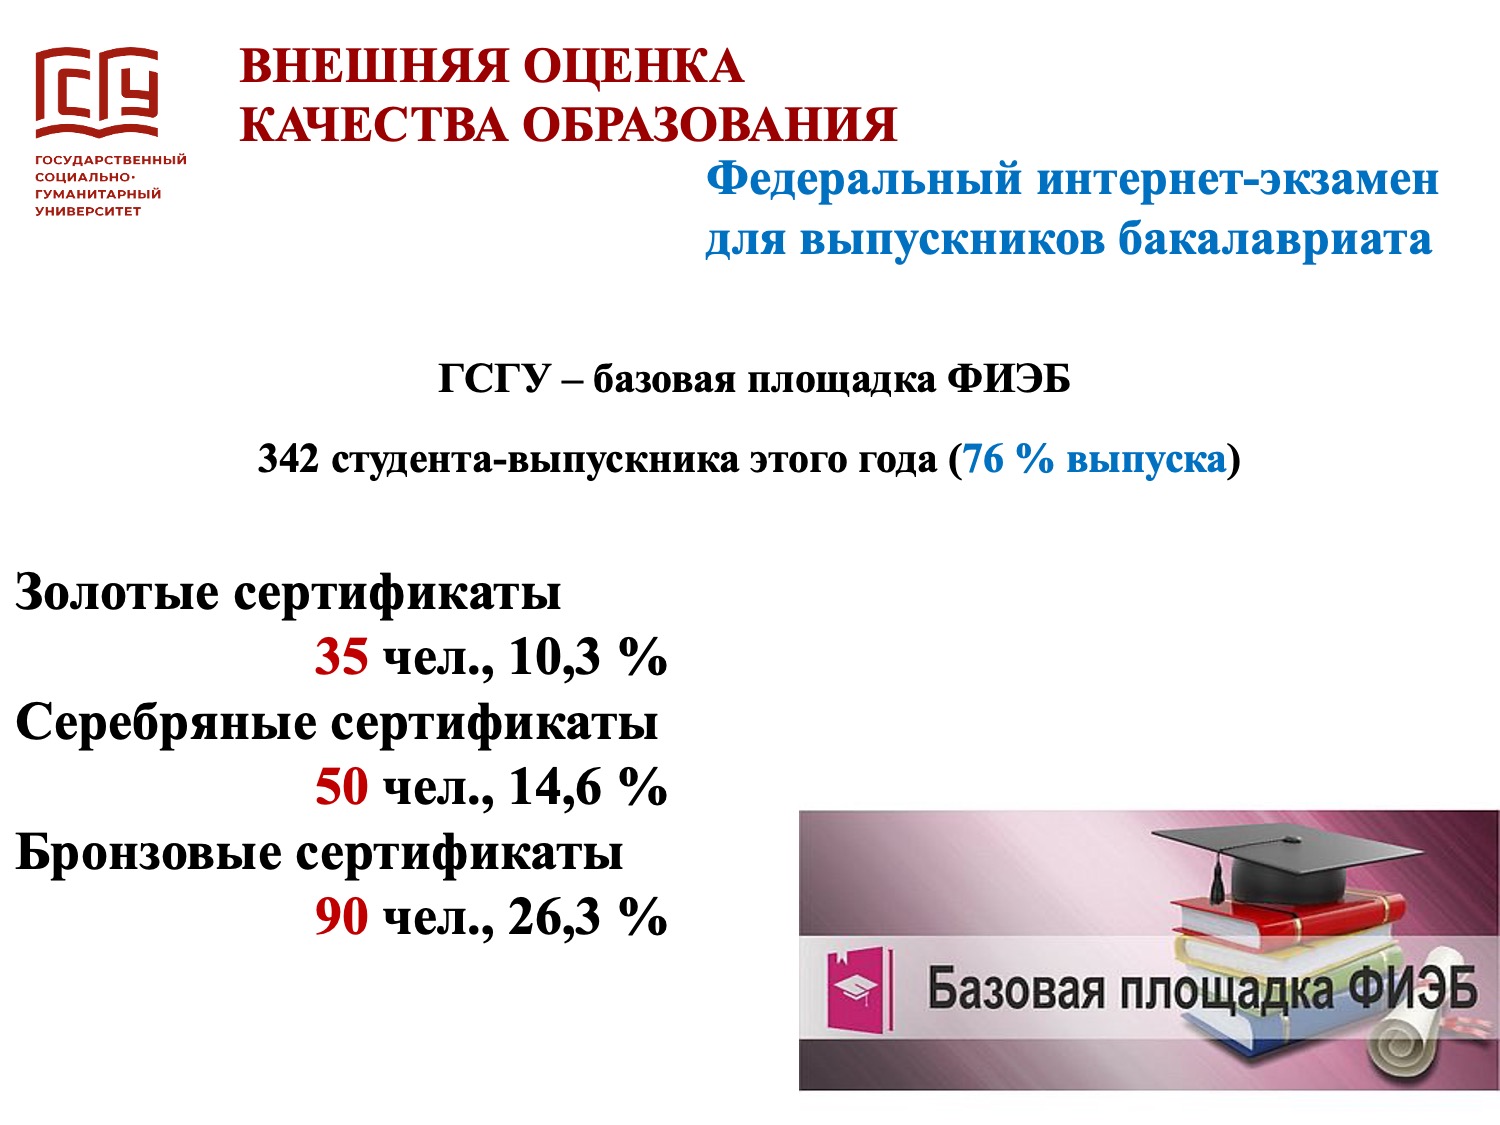 ГСГУ
ГОСУДАРСТВЕННЫЙ
СОЦИАЛЬНО-
ГУМАНИТАРНЫЙ
УНИВЕРСИТЕТ
ВНЕШНЯЯ ОЦЕНКА
КАЧЕСТВА ОБРАЗОВАНИЯ
Федеральный интернет-экзамен
для выпускников бакалавриата
ГСГУ – базовая площадка ФИЭБ
342 студента-выпускника этого года (76 % выпуска)
Золотые сертификаты
35 чел., 10,3 %
Серебряные сертификаты
50 чел., 14,6 %
Бронзовые сертификаты
90 чел., 26,3 %
Базовая площадка ФИЭБ